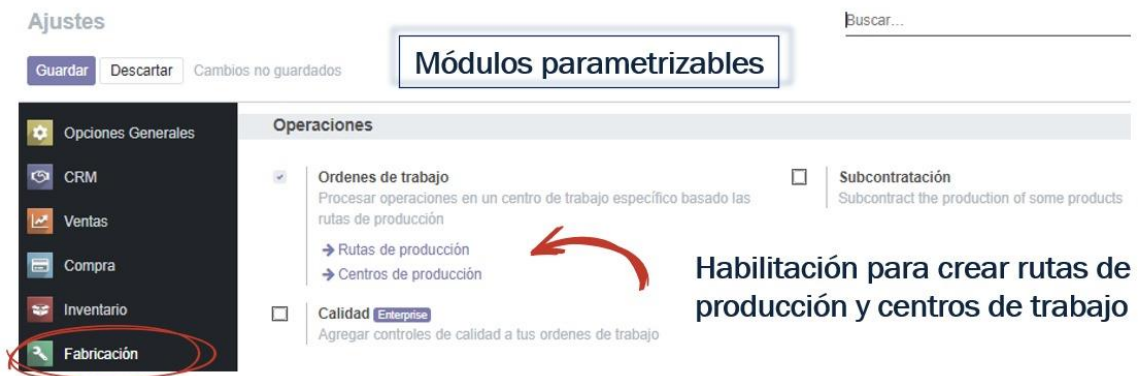 Ajustes
Buscar...
Guardar Descartar Cambios no guardados
Módulos parametrizables
Opciones Generales
CRM
Ventas
Compra
Inventario
Fabricación
Operaciones
Ordenes de trabajo
Procesar operaciones en un centro de trabajo específico basado las
rutas de producción
→ Rutas de producción
→ Centros de producción
Calidad Enterprise
Agregar controles de calidad a tus ordenes de trabajo
Subcontratación
Subcontract the production of some products
Habilitación para crear rutas de
producción y centros de trabajo